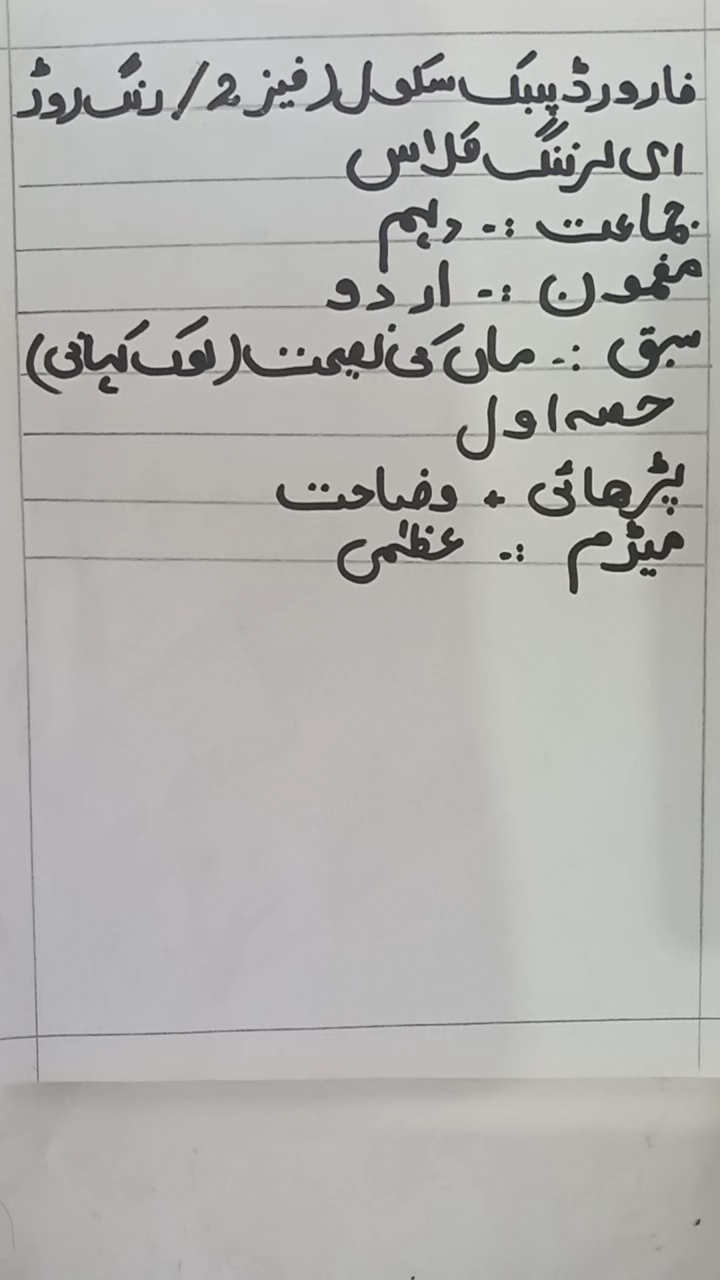 فارورڈ پبلک سکول (فیز 2 / رنگ روڈ
ای لرننگ کلاس
جماعت :- دہم
مضمون :- اردو
سبق :- ماں کی نصیحت (لوک کہانی)
حصہ اول
پڑھائی + وضاحت
میڈم :- عظمٰی